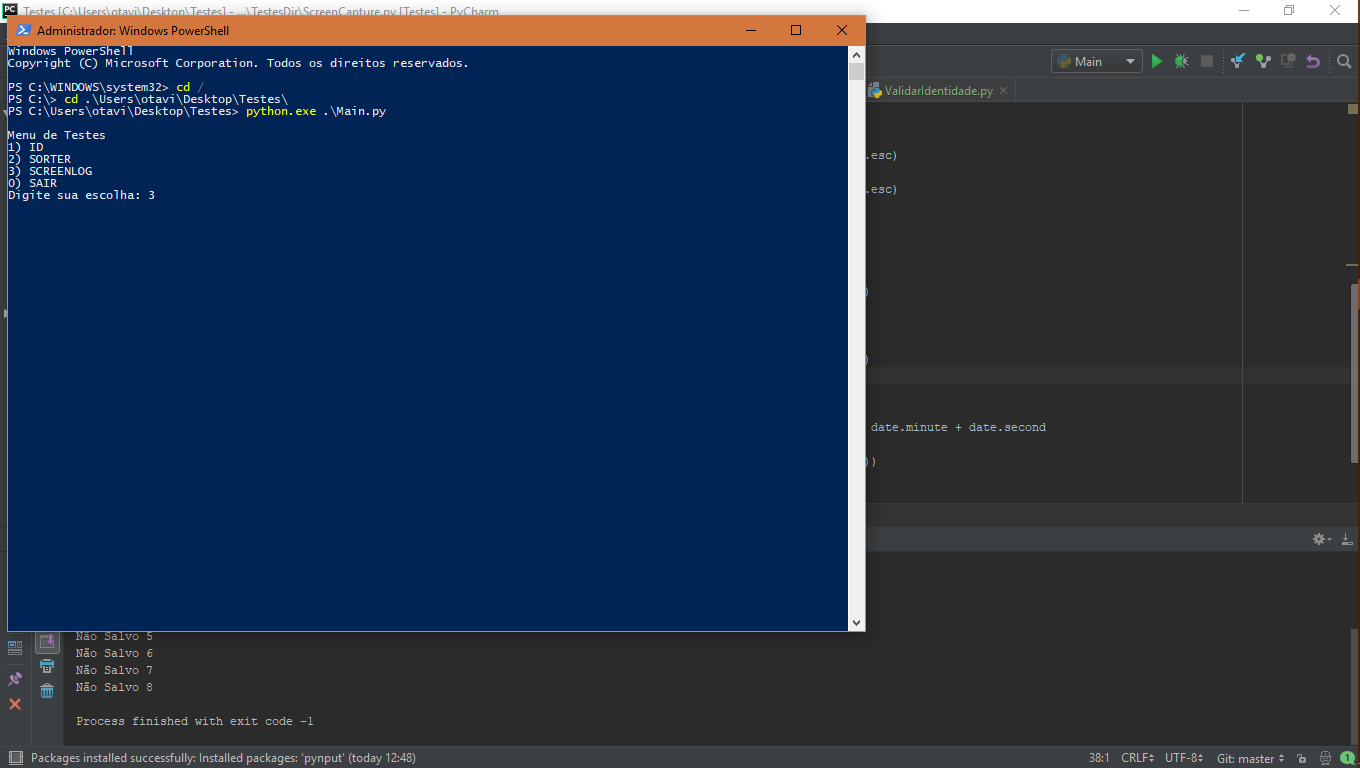 PC Testes [C:\Users\otavi\Desktop\Testes] - ...\TestesDir\ScreenCapture.py [Testes] - PyCharm
Administrador: Windows PowerShell
Windows PowerShell
Copyright (C) Microsoft Corporation. Todos os direitos reservados.
PS C:\WINDOWS\system32> cd /
PS C:\> cd .\Users\otavi\Desktop\Testes\
PS C:\Users\otavi\Desktop\Testes> python.exe .\Main.py
Menu de Testes
1) ID
2) SORTER
3) SCREENLOG
0) SAIR
Digite sua escolha: 3
Main
ValidarIdentidade.py
.esc)
.esc)
)
)
date.minute + date.second
))
Não Salvo 5
Não Salvo 6
Não Salvo 7
Não Salvo 8
Process finished with exit code -1
Packages installed successfully: Installed packages: 'pynput' (today 12:48)
38:1 CRLF UTF-8 Git: master 1